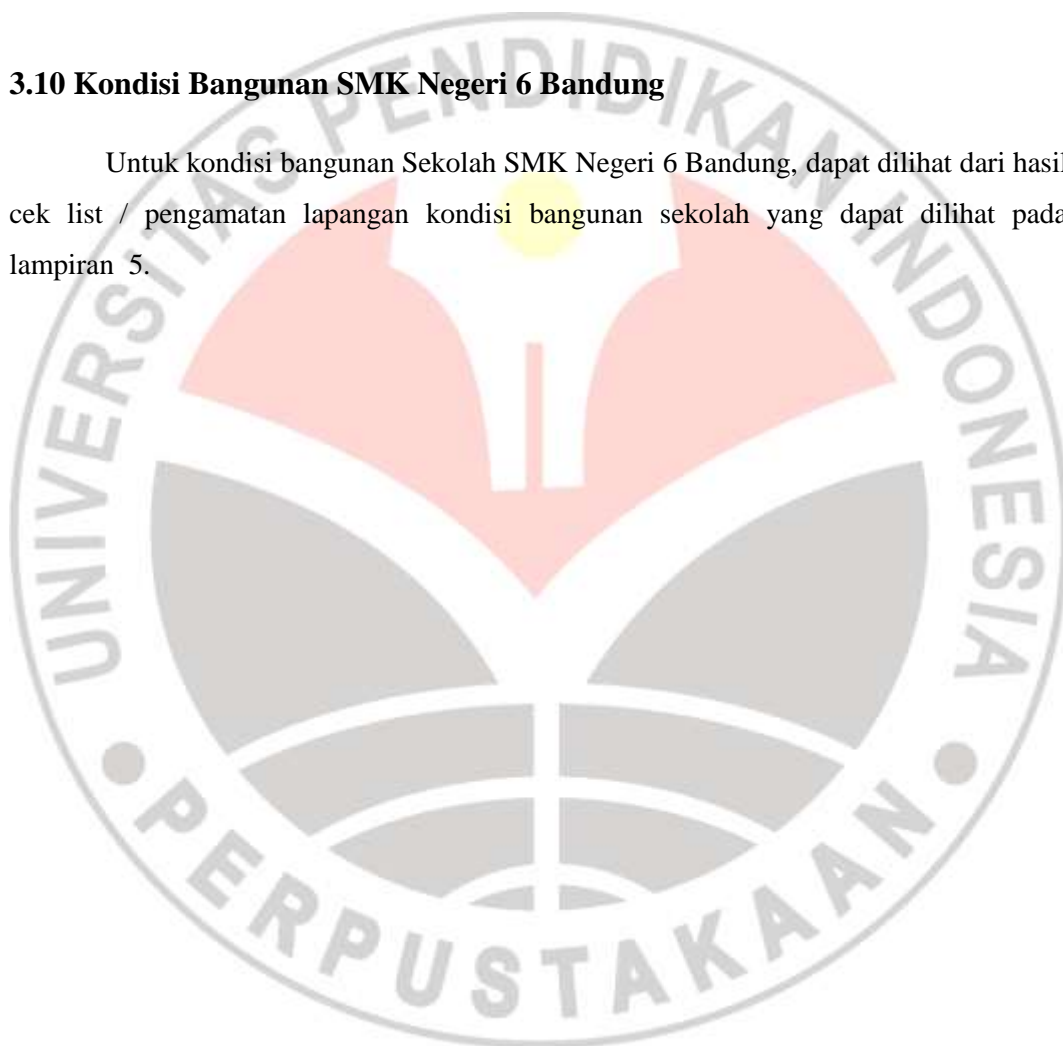 3.10 Kondisi Bangunan SMK Negeri 6 Bandung
Untuk kondisi bangunan Sekolah SMK Negeri 6 Bandung, dapat dilihat dari hasil
cek list / pengamatan lapangan kondisi bangunan sekolah yang dapat dilihat pada
lampiran 5.
UNIVERSITAS PENDIDIKAN INDONESIA
PERPUSTAKAAN